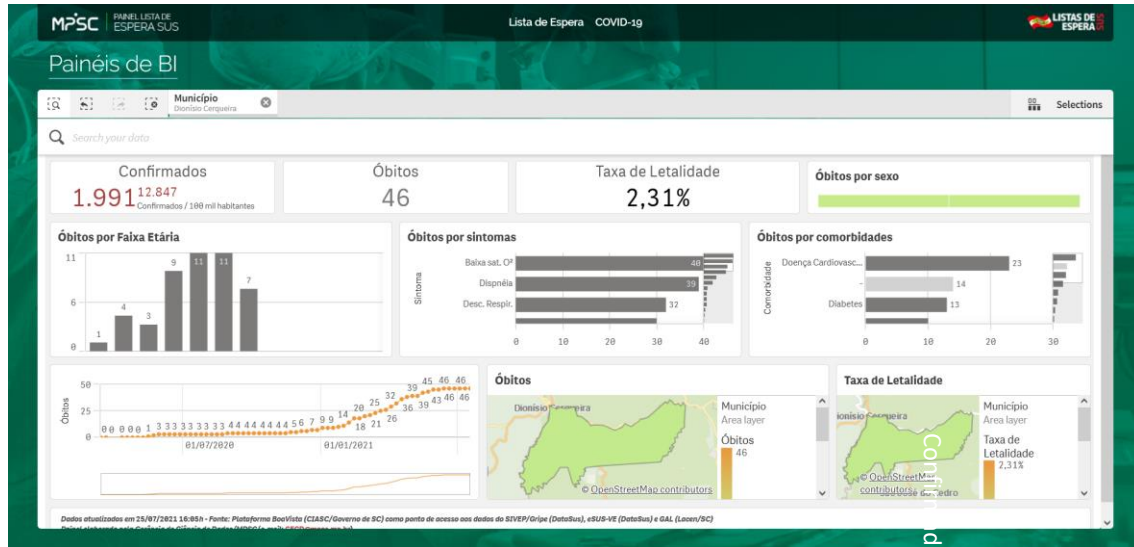 MPSC PAINEL LISTA DE
ESPERA SUS
Lista de Espera COVID-19
LISTAS DE
ESPERA SUS
Painéis de BI
Município
Dionísio Cerqueira
Selections
Search your data
Confirmados
1.991 12.847
Confirmados / 100 mil habitantes
Óbitos
46
Taxa de Letalidade
2,31%
Óbitos por sexo
Óbitos por Faixa Etária
11
6
0
1 4 3 9 11 11 7
Óbitos por sintomas
Sintoma
Baixa sat. O² 40
Dispnéia 39
Desc. Respir. 32
0 10 20 30 40
Óbitos por comorbidades
Comorbidade
Doença Cardiovasc... 23
- 14
Diabetes 13
0 10 20 30
Óbitos
50
25
0
0 0 0 0 0 1 3 3 3 3 3 3 3 3 4 4 4 4 4 4 4 4 5 6 7 9 9 14 18 20 21 25 26 32 36 39 39 43 45 46 46 46 46
01/07/2020 01/01/2021
Óbitos
Dionísio Cerqueira
© OpenStreetMap contributors
Município
Area layer
Óbitos
46
Taxa de Letalidade
© OpenStreetMap
contributors
Município
Area layer
Taxa de
Letalidade
2,31%
Dados atualizados em 25/07/2021 16:05h - Fonte: Plataforma BoaVista (CIASC/Governo de SC) como ponto de acesso aos dados do SIVEP/Gripe (DataSus), eSUS-VE (DataSus) e GAL (Lacen/SC)